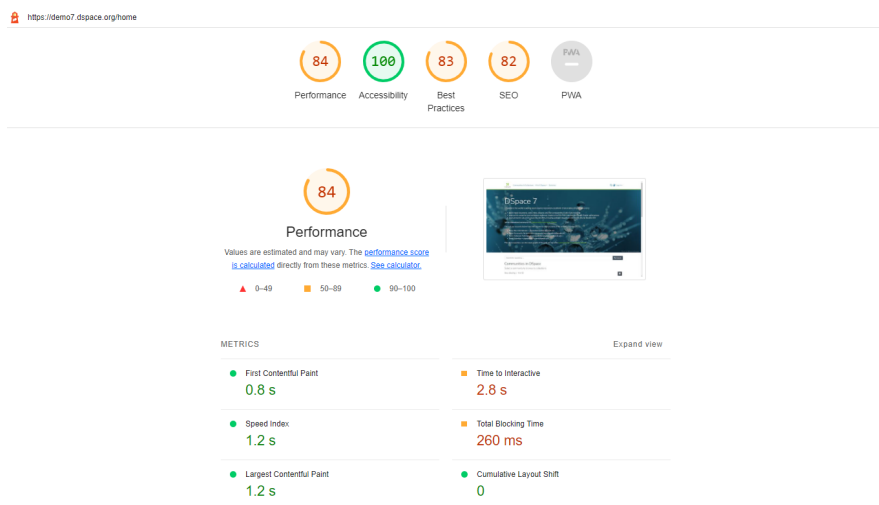 https://demo7.dspace.org/home
84
100
83
82
PWA
Performance
Accessibility
Best
Practices
SEO
PWA
84
Performance
Values are estimated and may vary. The performance score
is calculated directly from these metrics. See calculator.
0–49
50–89
90–100
DSpace 7
METRICS
Expand view
First Contentful Paint
0.8 s
Time to Interactive
2.8 s
Speed Index
1.2 s
Total Blocking Time
260 ms
Largest Contentful Paint
1.2 s
Cumulative Layout Shift
0